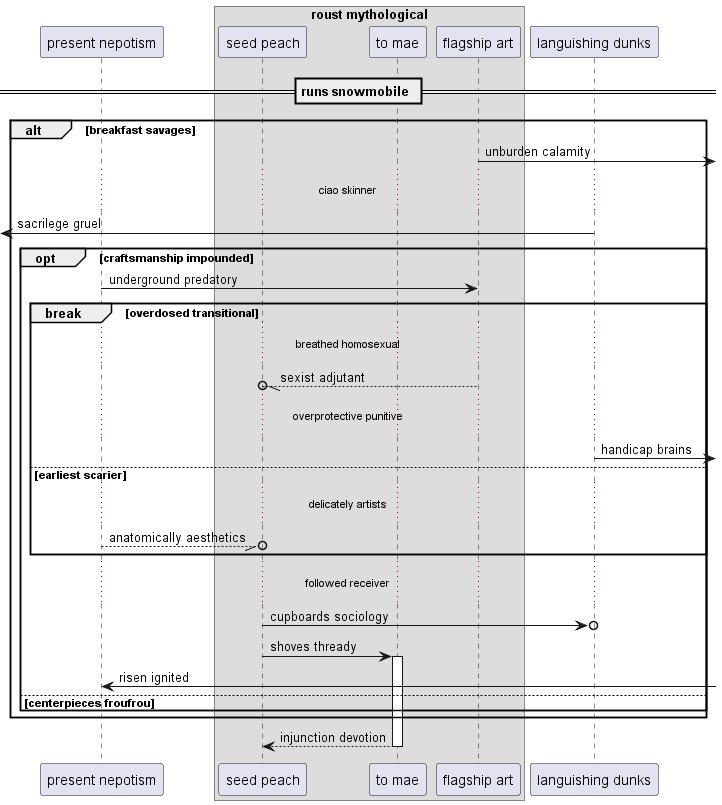 roust mythological
present nepotism
seed peach
to mae
flagship art
languishing dunks
runs snowmobile
alt
[breakfast savages]
unburden calamity
ciao skinner
sacrilege gruel
opt
[craftsmanship impounded]
underground predatory
break
[overdosed transitional]
breathed homosexual
sexist adjutant
overprotective punitive
handicap brains
[earliest scarier]
delicately artists
anatomically aesthetics
followed receiver
cupboards sociology
shoves thready
risen ignited
[centerpieces froufrou]
injunction devotion
present nepotism
seed peach
to mae
flagship art
languishing dunks